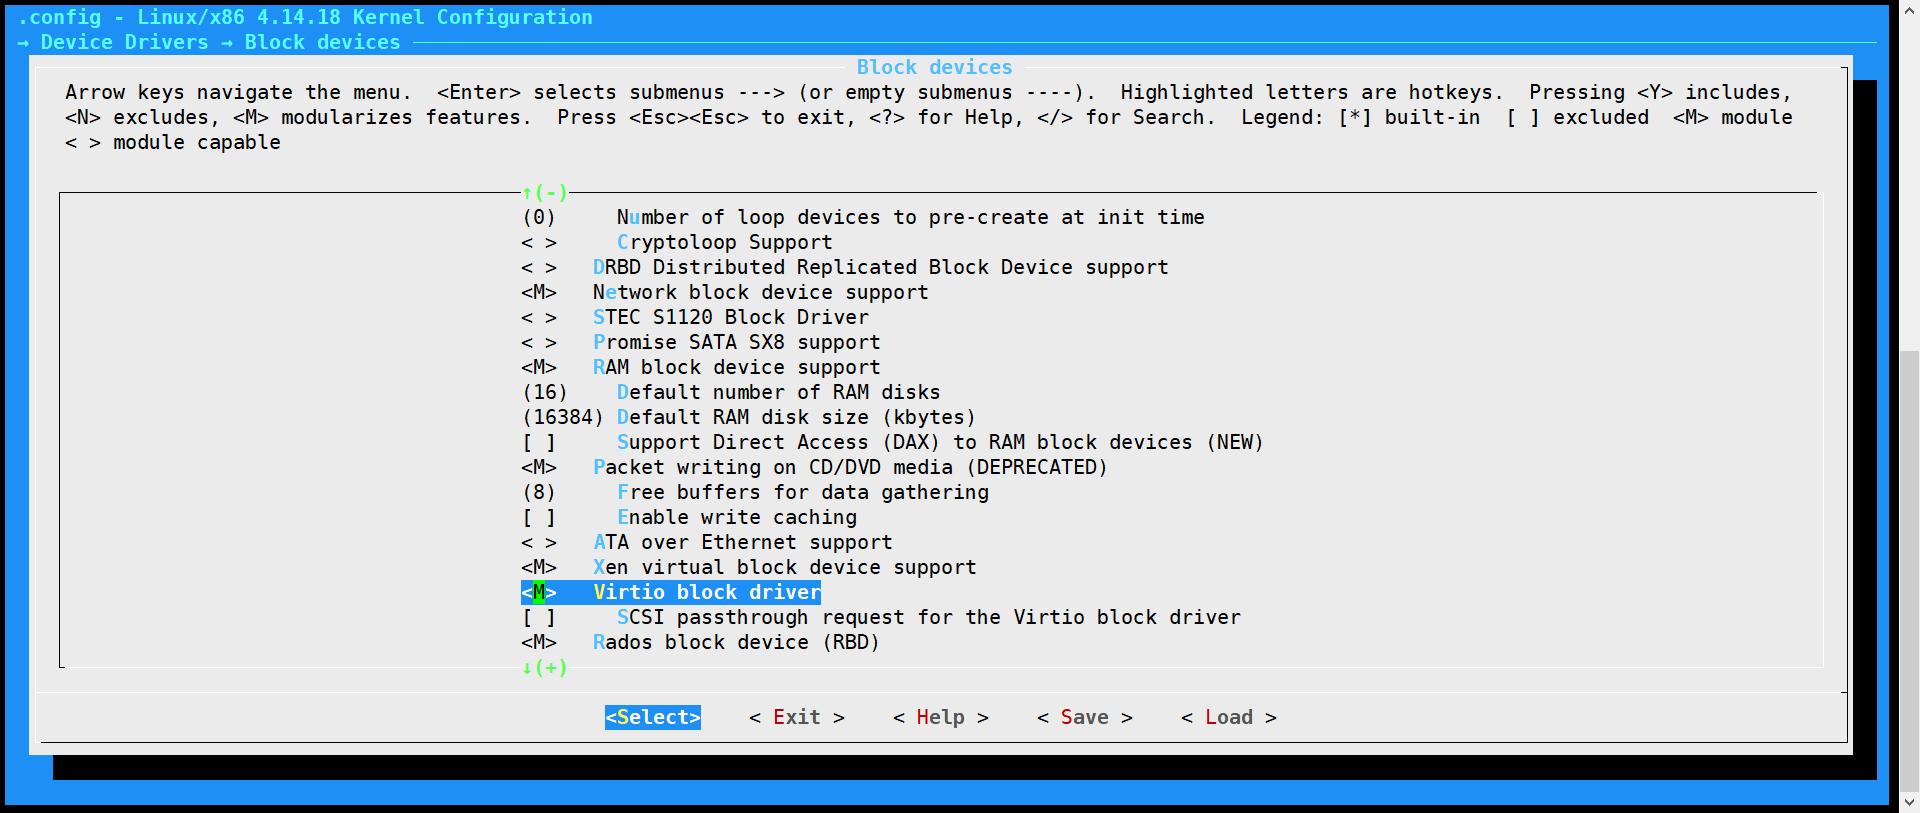 .config - Linux/x86 4.14.18 Kernel Configuration
→ Device Drivers → Block devices
Block devices
Arrow keys navigate the menu.  <Enter> selects submenus ---> (or empty submenus ----).  Highlighted letters are hotkeys.  Pressing <Y> includes,
<N> excludes, <M> modularizes features.  Press <Esc><Esc> to exit, <?> for Help, </> for Search.  Legend: [*] built-in  [ ] excluded  <M> module
< > module capable
↑(-)
(0)     Number of loop devices to pre-create at init time
< >     Cryptoloop Support
< >   DRBD Distributed Replicated Block Device support
<M>   Network block device support
< >   STEC S1120 Block Driver
< >   Promise SATA SX8 support
<M>   RAM block device support
(16)    Default number of RAM disks
(16384) Default RAM disk size (kbytes)
[ ]     Support Direct Access (DAX) to RAM block devices (NEW)
<M>   Packet writing on CD/DVD media (DEPRECATED)
(8)     Free buffers for data gathering
[ ]     Enable write caching
< >   ATA over Ethernet support
<M>   Xen virtual block device support
<M>   Virtio block driver
[ ]     SCSI passthrough request for the Virtio block driver
<M>   Rados block device (RBD)
↓(+)
<Select>    < Exit >    < Help >    < Save >    < Load >